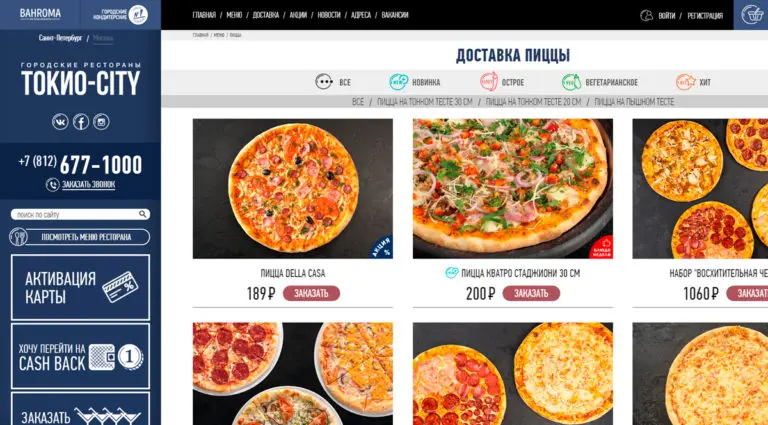 BAHROMA
ГОРОДСКИЕ
КОНДИТЕРСКИЕ
№1
Санкт-Петербург / Москва
ГОРОДСКИЕ РЕСТОРАНЫ
ТОКИО-CITY
+7 (812) 677-1000
ЗАКАЗАТЬ ЗВОНОК
поиск по сайту
ПОСМОТРЕТЬ МЕНЮ РЕСТОРАНА
АКТИВАЦИЯ
КАРТЫ
ХОЧУ ПЕРЕЙТИ НА
CASH BACK
1
ЗАКАЗАТЬ
ГЛАВНАЯ / МЕНЮ / ДОСТАВКА / АКЦИИ / НОВОСТИ / АДРЕСА / ВАКАНСИИ
ВОЙТИ / РЕГИСТРАЦИЯ
ГЛАВНАЯ / МЕНЮ / ПИЦЦА
ДОСТАВКА ПИЦЦЫ
ВСЕ
НОВИНКА
ОСТРОЕ
ВЕГЕТАРИАНСКОЕ
ХИТ
ВСЕ / ПИЦЦА НА ТОНКОМ ТЕСТЕ 30 СМ / ПИЦЦА НА ТОНКОМ ТЕСТЕ 20 СМ / ПИЦЦА НА ПЫШНОМ ТЕСТЕ
АКЦИЯ
%
БЛЮДО
НЕДЕЛИ
ПИЦЦА DELLA CASA
189 ₽ ЗАКАЗАТЬ
ПИЦЦА КВАТРО СТАДЖИОНИ 30 СМ
200 ₽ ЗАКАЗАТЬ
НАБОР "ВОСХИТИТЕЛЬНАЯ ЧЕ
1060 ₽ ЗАКАЗАТ